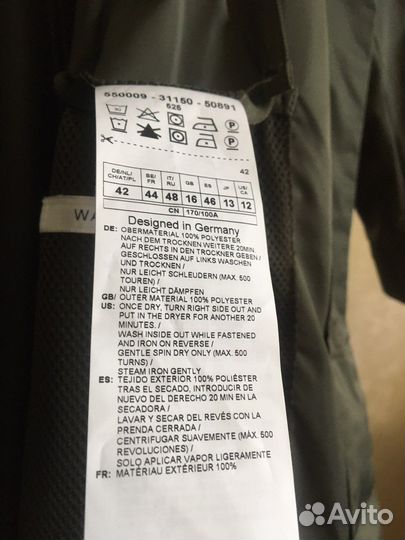 550009 - 31150 - 50891
525
42
DE/NL/ CH/AT/PL BE/ FR IT/ RU GB ES JP US/ CA
42 44 48 16 46 13 12
CN 170/100A
WA
Designed in Germany
DE: OBERMATERIAL 100% POLYESTER
NACH DEM TROCKNEN WEITERE 20MIN.
AUF RECHTS IN DEN TROCKNER GEBEN /
GESCHLOSSEN AUF LINKS WASCHEN
UND TROCKNEN /
NUR LEICHT SCHLEUDERN (MAX. 500
TOUREN) /
NUR LEICHT DÄMPFEN
GB/ OUTER MATERIAL 100% POLYESTER
US: ONCE DRY, TURN RIGHT SIDE OUT AND
PUT IN THE DRYER FOR ANOTHER 20
MINUTES. /
WASH INSIDE OUT WHILE FASTENED
AND IRON ON REVERSE /
GENTLE SPIN DRY ONLY (MAX 500
TURNS) /
STEAM IRON GENTLY
ES: TEJIDO EXTERIOR 100% POLIÉSTER
TRAS EL SECADO, INTRODUCIR DE
NUEVO DEL DERECHO 20 MIN EN LA
SECADORA /
LAVAR Y SECAR DEL REVÉS CON LA
PRENDA CERRADA /
CENTRIFUGAR SUAVEMENTE (MÁX. 500
REVOLUCIONES) /
SOLO APLICAR VAPOR LIGERAMENTE
FR: MATÉRIAU EXTÉRIEUR 100%
Avito